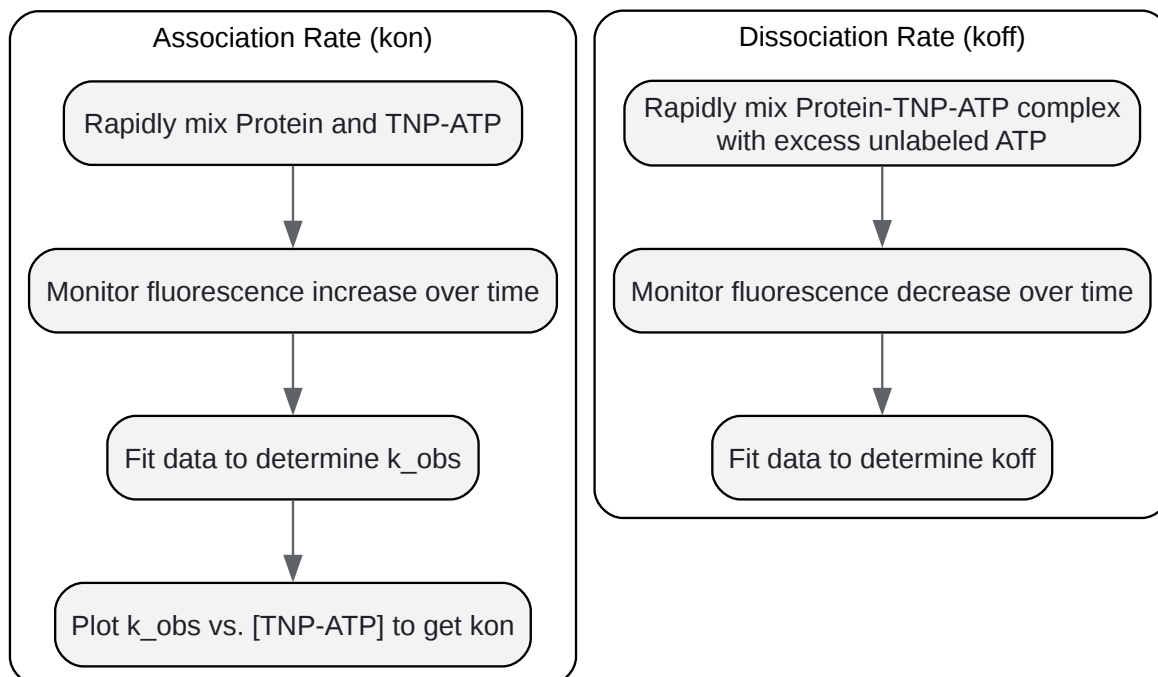 Association Rate (kon)
Rapidly mix Protein and TNP-ATP
Monitor fluorescence increase over time
Fit data to determine k_obs
Plot k_obs vs. [TNP-ATP] to get kon
Dissociation Rate (koff)
Rapidly mix Protein-TNP-ATP complex
with excess unlabeled ATP
Monitor fluorescence decrease over time
Fit data to determine koff